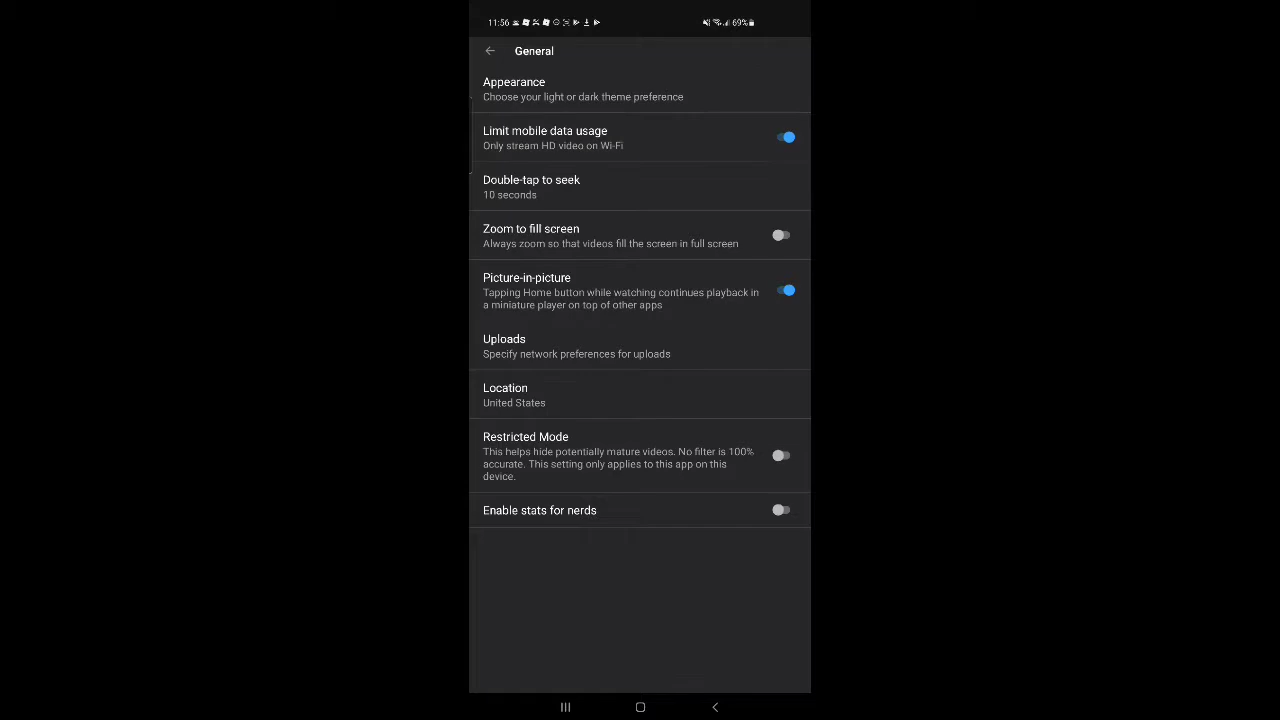 11:56
69%
General
Appearance
Choose your light or dark theme preference
Limit mobile data usage
Only stream HD video on Wi-Fi
Double-tap to seek
10 seconds
Zoom to fill screen
Always zoom so that videos fill the screen in full screen
Picture-in-picture
Tapping Home button while watching continues playback in
a miniature player on top of other apps
Uploads
Specify network preferences for uploads
Location
United States
Restricted Mode
This helps hide potentially mature videos. No filter is 100%
accurate. This setting only applies to this app on this
device.
Enable stats for nerds